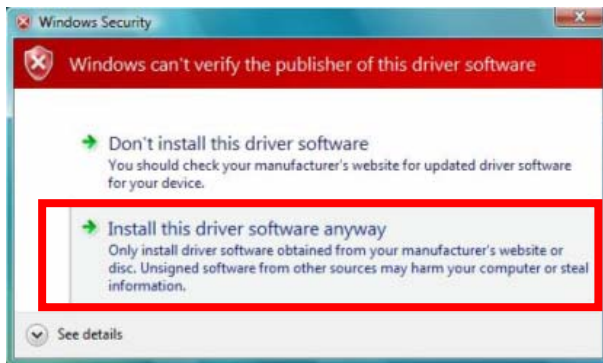 Windows Security
Windows can't verify the publisher of this driver software
Don't install this driver software
You should check your manufacturer's website for updated driver software
for your device.
Install this driver software anyway
Only install driver software obtained from your manufacturer's website or
disc. Unsigned software from other sources may harm your computer or steal
information.
See details